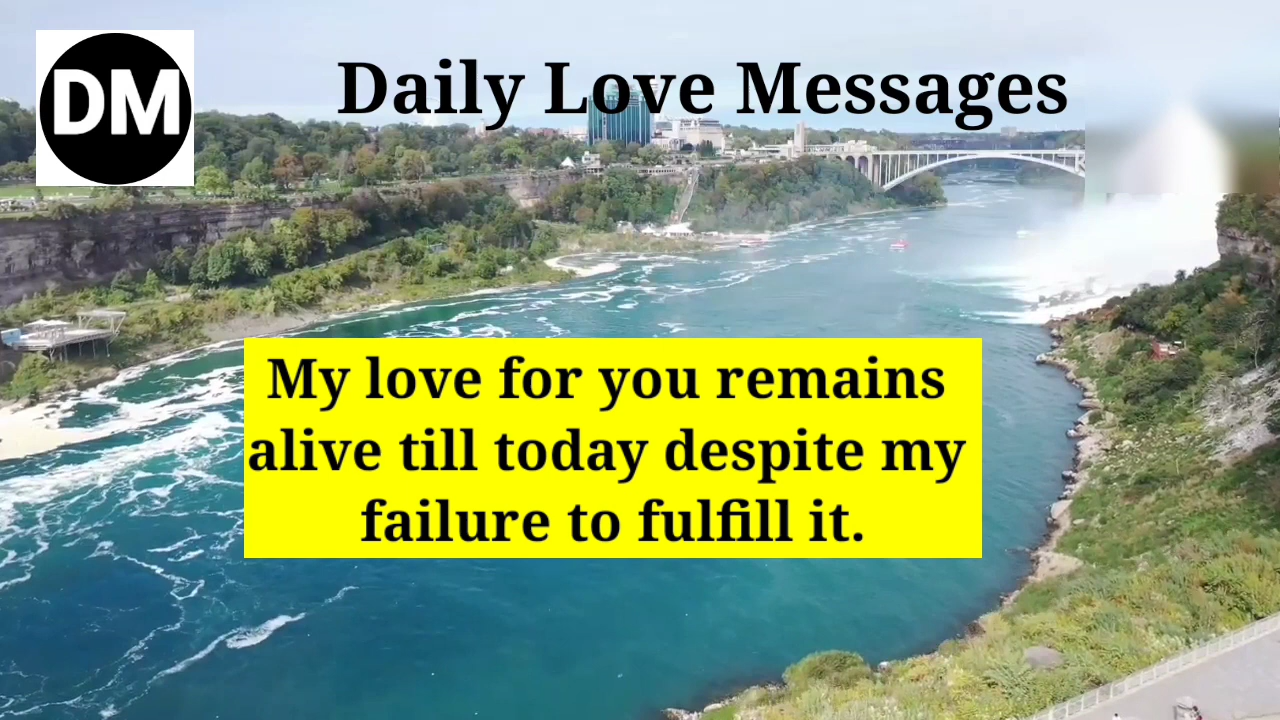 DM
Daily Love Messages
My love for you remains
alive till today despite my
failure to fulfill it.